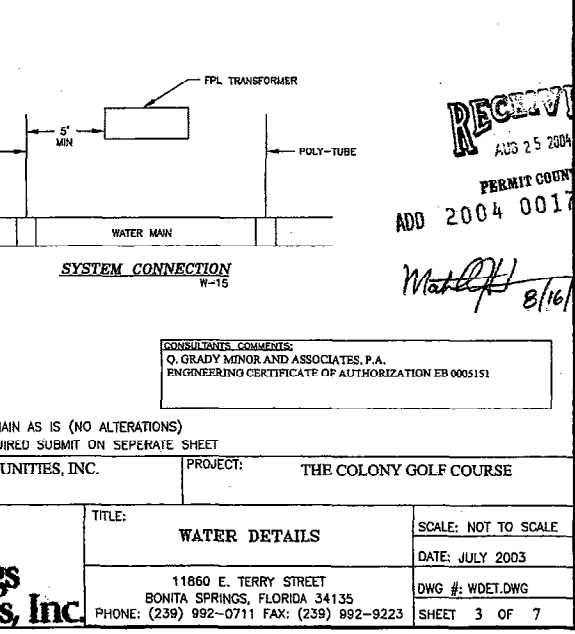 FPL TRANSFORMER
5'
MIN
POLY-TUBE
WATER MAIN
SYSTEM CONNECTION
W-15
AUG 25 2004
PERMIT COUN
ADD 2004 0017
8/16/
CONSULTANTS COMMENTS:
Q. GRADY MINOR AND ASSOCIATES, P.A.
ENGINEERING CERTIFICATE OF AUTHORIZATION EB 0005151
MAIN AS IS (NO ALTERATIONS)
UIRED SUBMIT ON SEPERATE SHEET
UNITIES, INC.
PROJECT: THE COLONY GOLF COURSE
TITLE:
WATER DETAILS
SCALE: NOT TO SCALE
DATE: JULY 2003
gs
s, Inc.
11860 E. TERRY STREET
BONITA SPRINGS, FLORIDA 34135
PHONE: (239) 992-0711 FAX: (239) 992-9223
DWG #: WDET.DWG
SHEET 3 OF 7